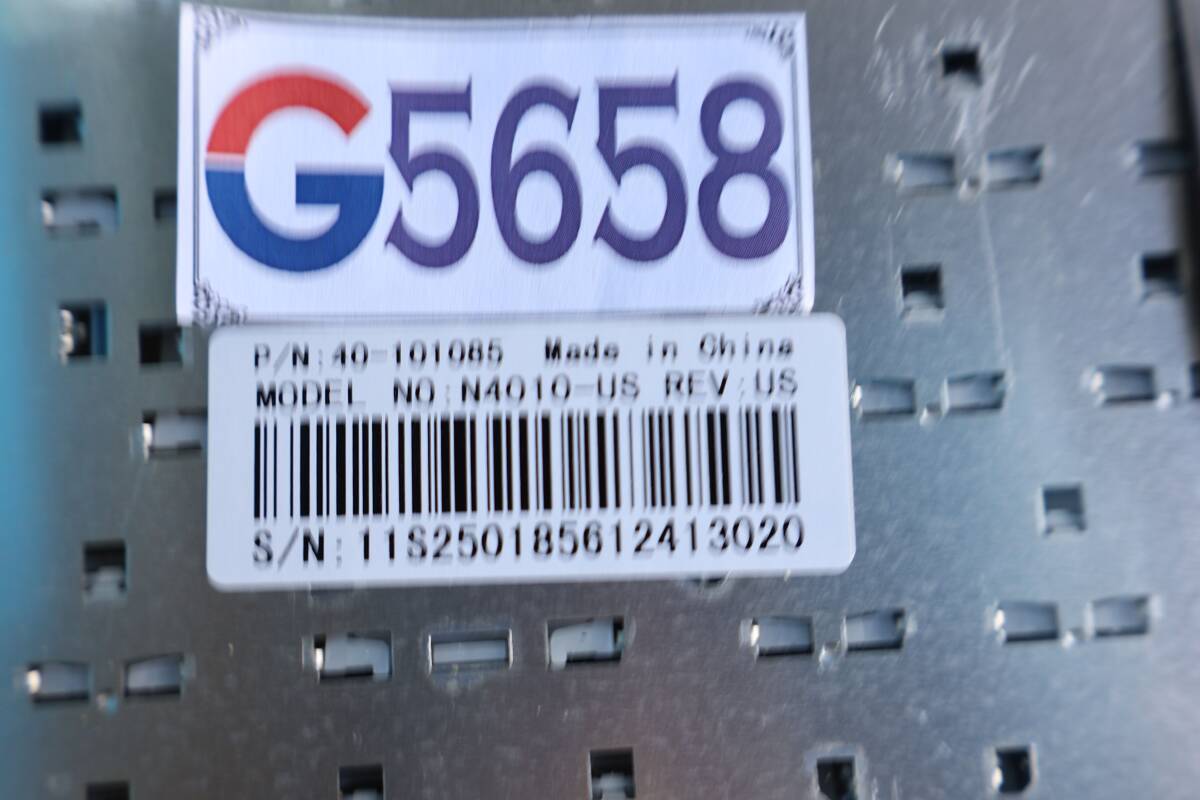 G5658
P/N:40-101085 Made in China
MODEL NO:N4010-US REV:US
S/N:11S250185612413020